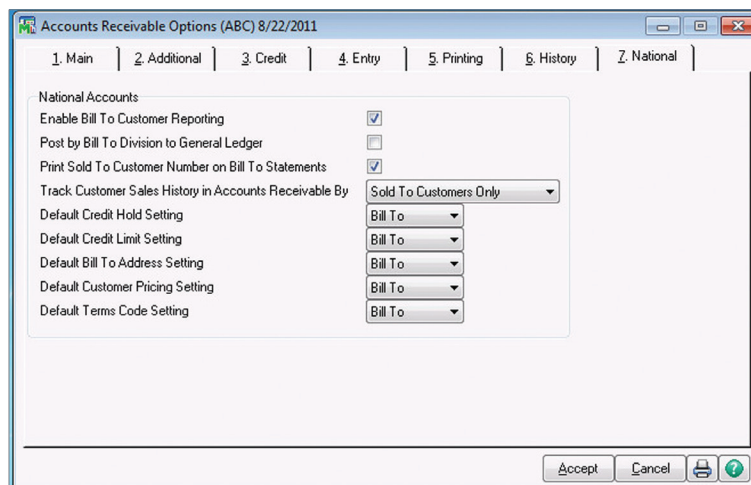 Accounts Receivable Options (ABC) 8/22/2011
1. Main 2. Additional 3. Credit 4. Entry 5. Printing 6. History 7. National
National Accounts
Enable Bill To Customer Reporting
Post by Bill To Division to General Ledger
Print Sold To Customer Number on Bill To Statements
Track Customer Sales History in Accounts Receivable By Sold To Customers Only
Default Credit Hold Setting Bill To
Default Credit Limit Setting Bill To
Default Bill To Address Setting Bill To
Default Customer Pricing Setting Bill To
Default Terms Code Setting Bill To
Accept Cancel ?